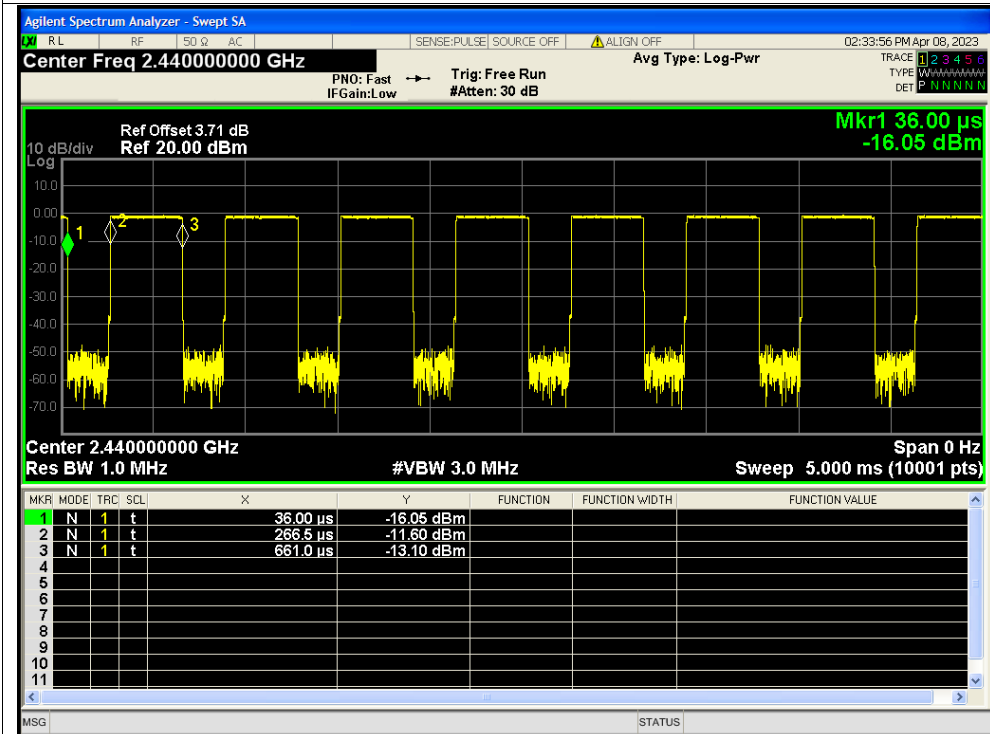 Agilent Spectrum Analyzer - Swept SA
LXI RL RF 50 Ω AC SENSE:PULSE SOURCE OFF ALIGN OFF 02:33:56 PM Apr 08, 2023
Center Freq 2.440000000 GHz
PNO: Fast
IFGain:Low
Trig: Free Run
#Atten: 30 dB
Avg Type: Log-Pwr
TRACE 1 2 3 4 5 6
TYPE W
DET P N N N N N
Mkr1 36.00 µs
-16.05 dBm
Ref Offset 3.71 dB
10 dB/div Ref 20.00 dBm
Log
10.0
0.00
-10.0
-20.0
-30.0
-40.0
-50.0
-60.0
-70.0
1
2
3
Center 2.440000000 GHz Span 0 Hz
Res BW 1.0 MHz #VBW 3.0 MHz Sweep 5.000 ms (10001 pts)
MKR MODE TRC SCL X Y FUNCTION FUNCTION WIDTH FUNCTION VALUE
1 N 1 t 36.00 µs -16.05 dBm
2 N 1 t 266.5 µs -11.60 dBm
3 N 1 t 661.0 µs -13.10 dBm
4
5
6
7
8
9
10
11
MSG STATUS